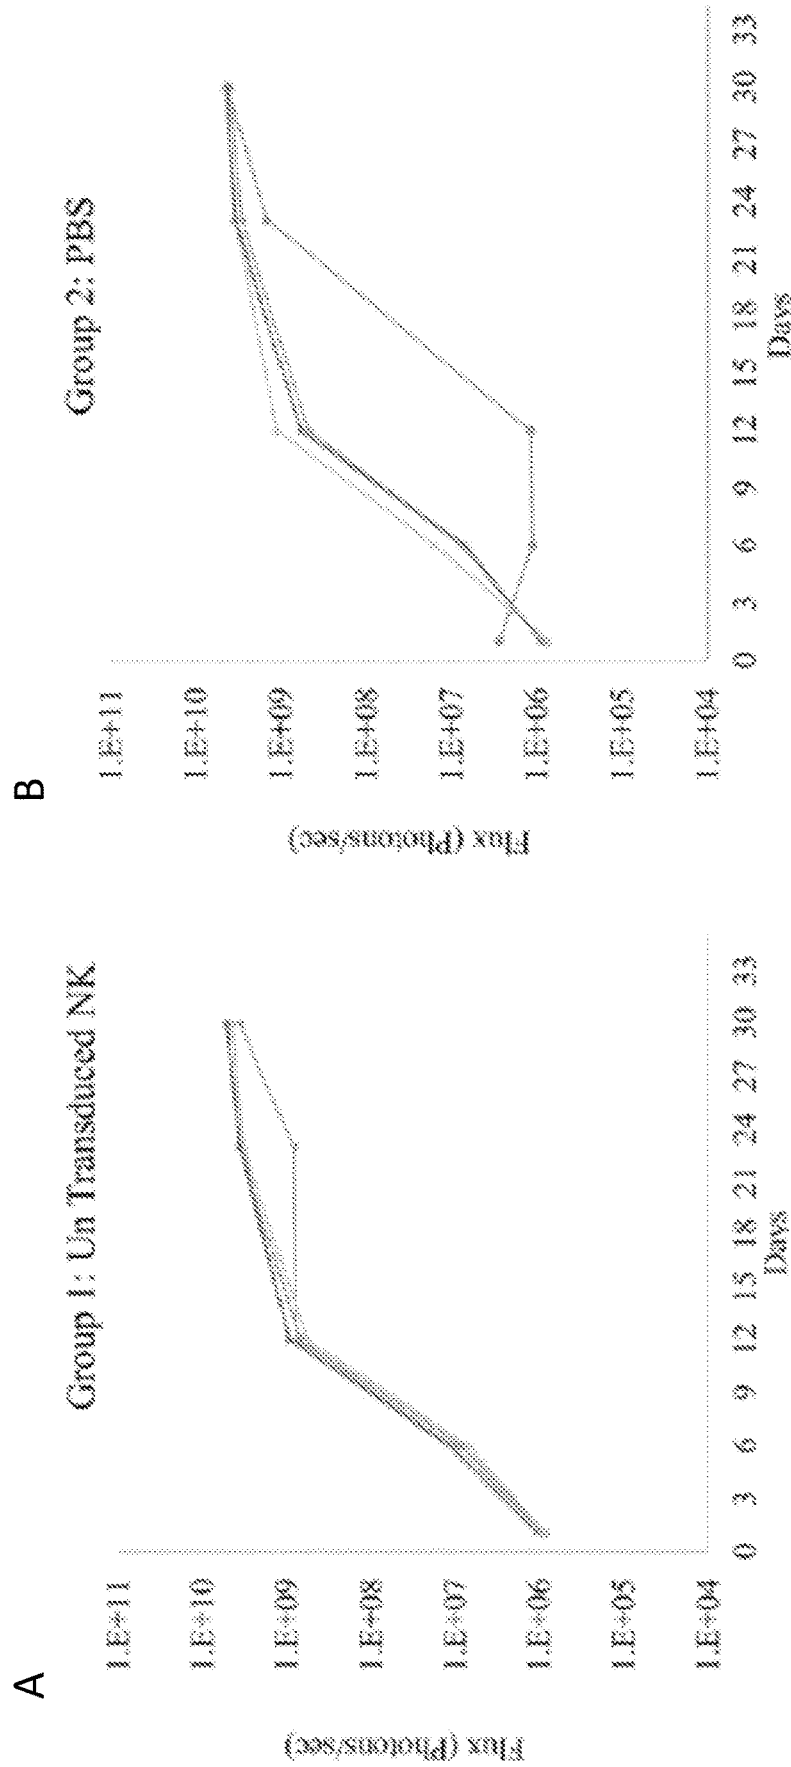 A
Group 1: Un Transduced NK
Flux (Photons/sec)
1.E+11
1.E+10
1.E+09
1.E+08
1.E+07
1.E+06
1.E+05
1.E+04
0 3 6 9 12 15 18 21 24 27 30 33
Days
B
Group 2: PBS
Flux (Photons/sec)
1.E+11
1.E+10
1.E+09
1.E+08
1.E+07
1.E+06
1.E+05
1.E+04
0 3 6 9 12 15 18 21 24 27 30 33
Days